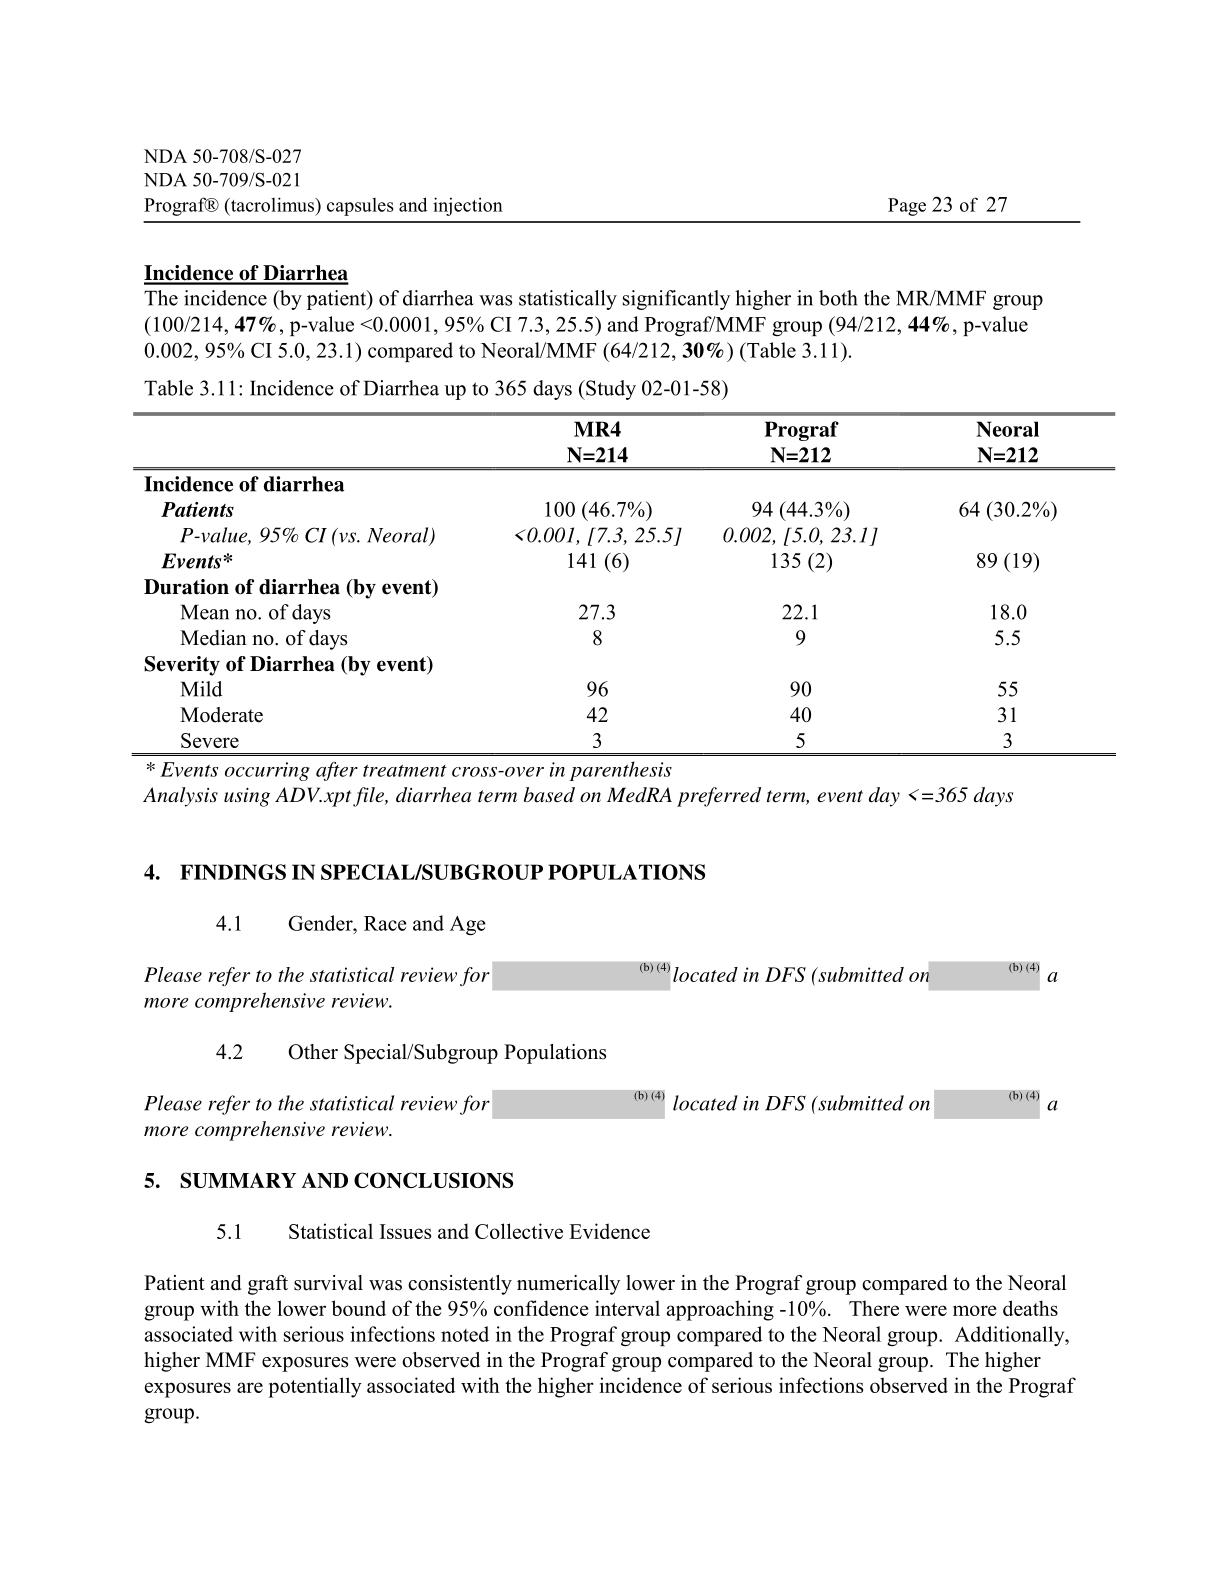 NDA 50-708/S-027
NDA 50-709/S-021
Prograf® (tacrolimus) capsules and injection Page 23 of 27
Incidence of Diarrhea
The incidence (by patient) of diarrhea was statistically significantly higher in both the MR/MMF group
(100/214, 47%, p-value <0.0001, 95% CI 7.3, 25.5) and Prograf/MMF group (94/212, 44%, p-value
0.002, 95% CI 5.0, 23.1) compared to Neoral/MMF (64/212, 30%) (Table 3.11).
Table 3.11: Incidence of Diarrhea up to 365 days (Study 02-01-58)
MR4 Prograf Neoral
N=214 N=212 N=212
Incidence of diarrhea
Patients 100 (46.7%) 94 (44.3%) 64 (30.2%)
P-value, 95% CI (vs. Neoral) <0.001, [7.3, 25.5] 0.002, [5.0, 23.1]
Events* 141 (6) 135 (2) 89 (19)
Duration of diarrhea (by event)
Mean no. of days 27.3 22.1 18.0
Median no. of days 8 9 5.5
Severity of Diarrhea (by event)
Mild 96 90 55
Moderate 42 40 31
Severe 3 5 3
* Events occurring after treatment cross-over in parenthesis
Analysis using ADV.xpt file, diarrhea term based on MedRA preferred term, event day <=365 days
4. FINDINGS IN SPECIAL/SUBGROUP POPULATIONS
4.1 Gender, Race and Age
Please refer to the statistical review for (b) (4) located in DFS (submitted on (b) (4) a
more comprehensive review.
4.2 Other Special/Subgroup Populations
Please refer to the statistical review for (b) (4) located in DFS (submitted on (b) (4) a
more comprehensive review.
5. SUMMARY AND CONCLUSIONS
5.1 Statistical Issues and Collective Evidence
Patient and graft survival was consistently numerically lower in the Prograf group compared to the Neoral
group with the lower bound of the 95% confidence interval approaching -10%. There were more deaths
associated with serious infections noted in the Prograf group compared to the Neoral group. Additionally,
higher MMF exposures were observed in the Prograf group compared to the Neoral group. The higher
exposures are potentially associated with the higher incidence of serious infections observed in the Prograf
group.